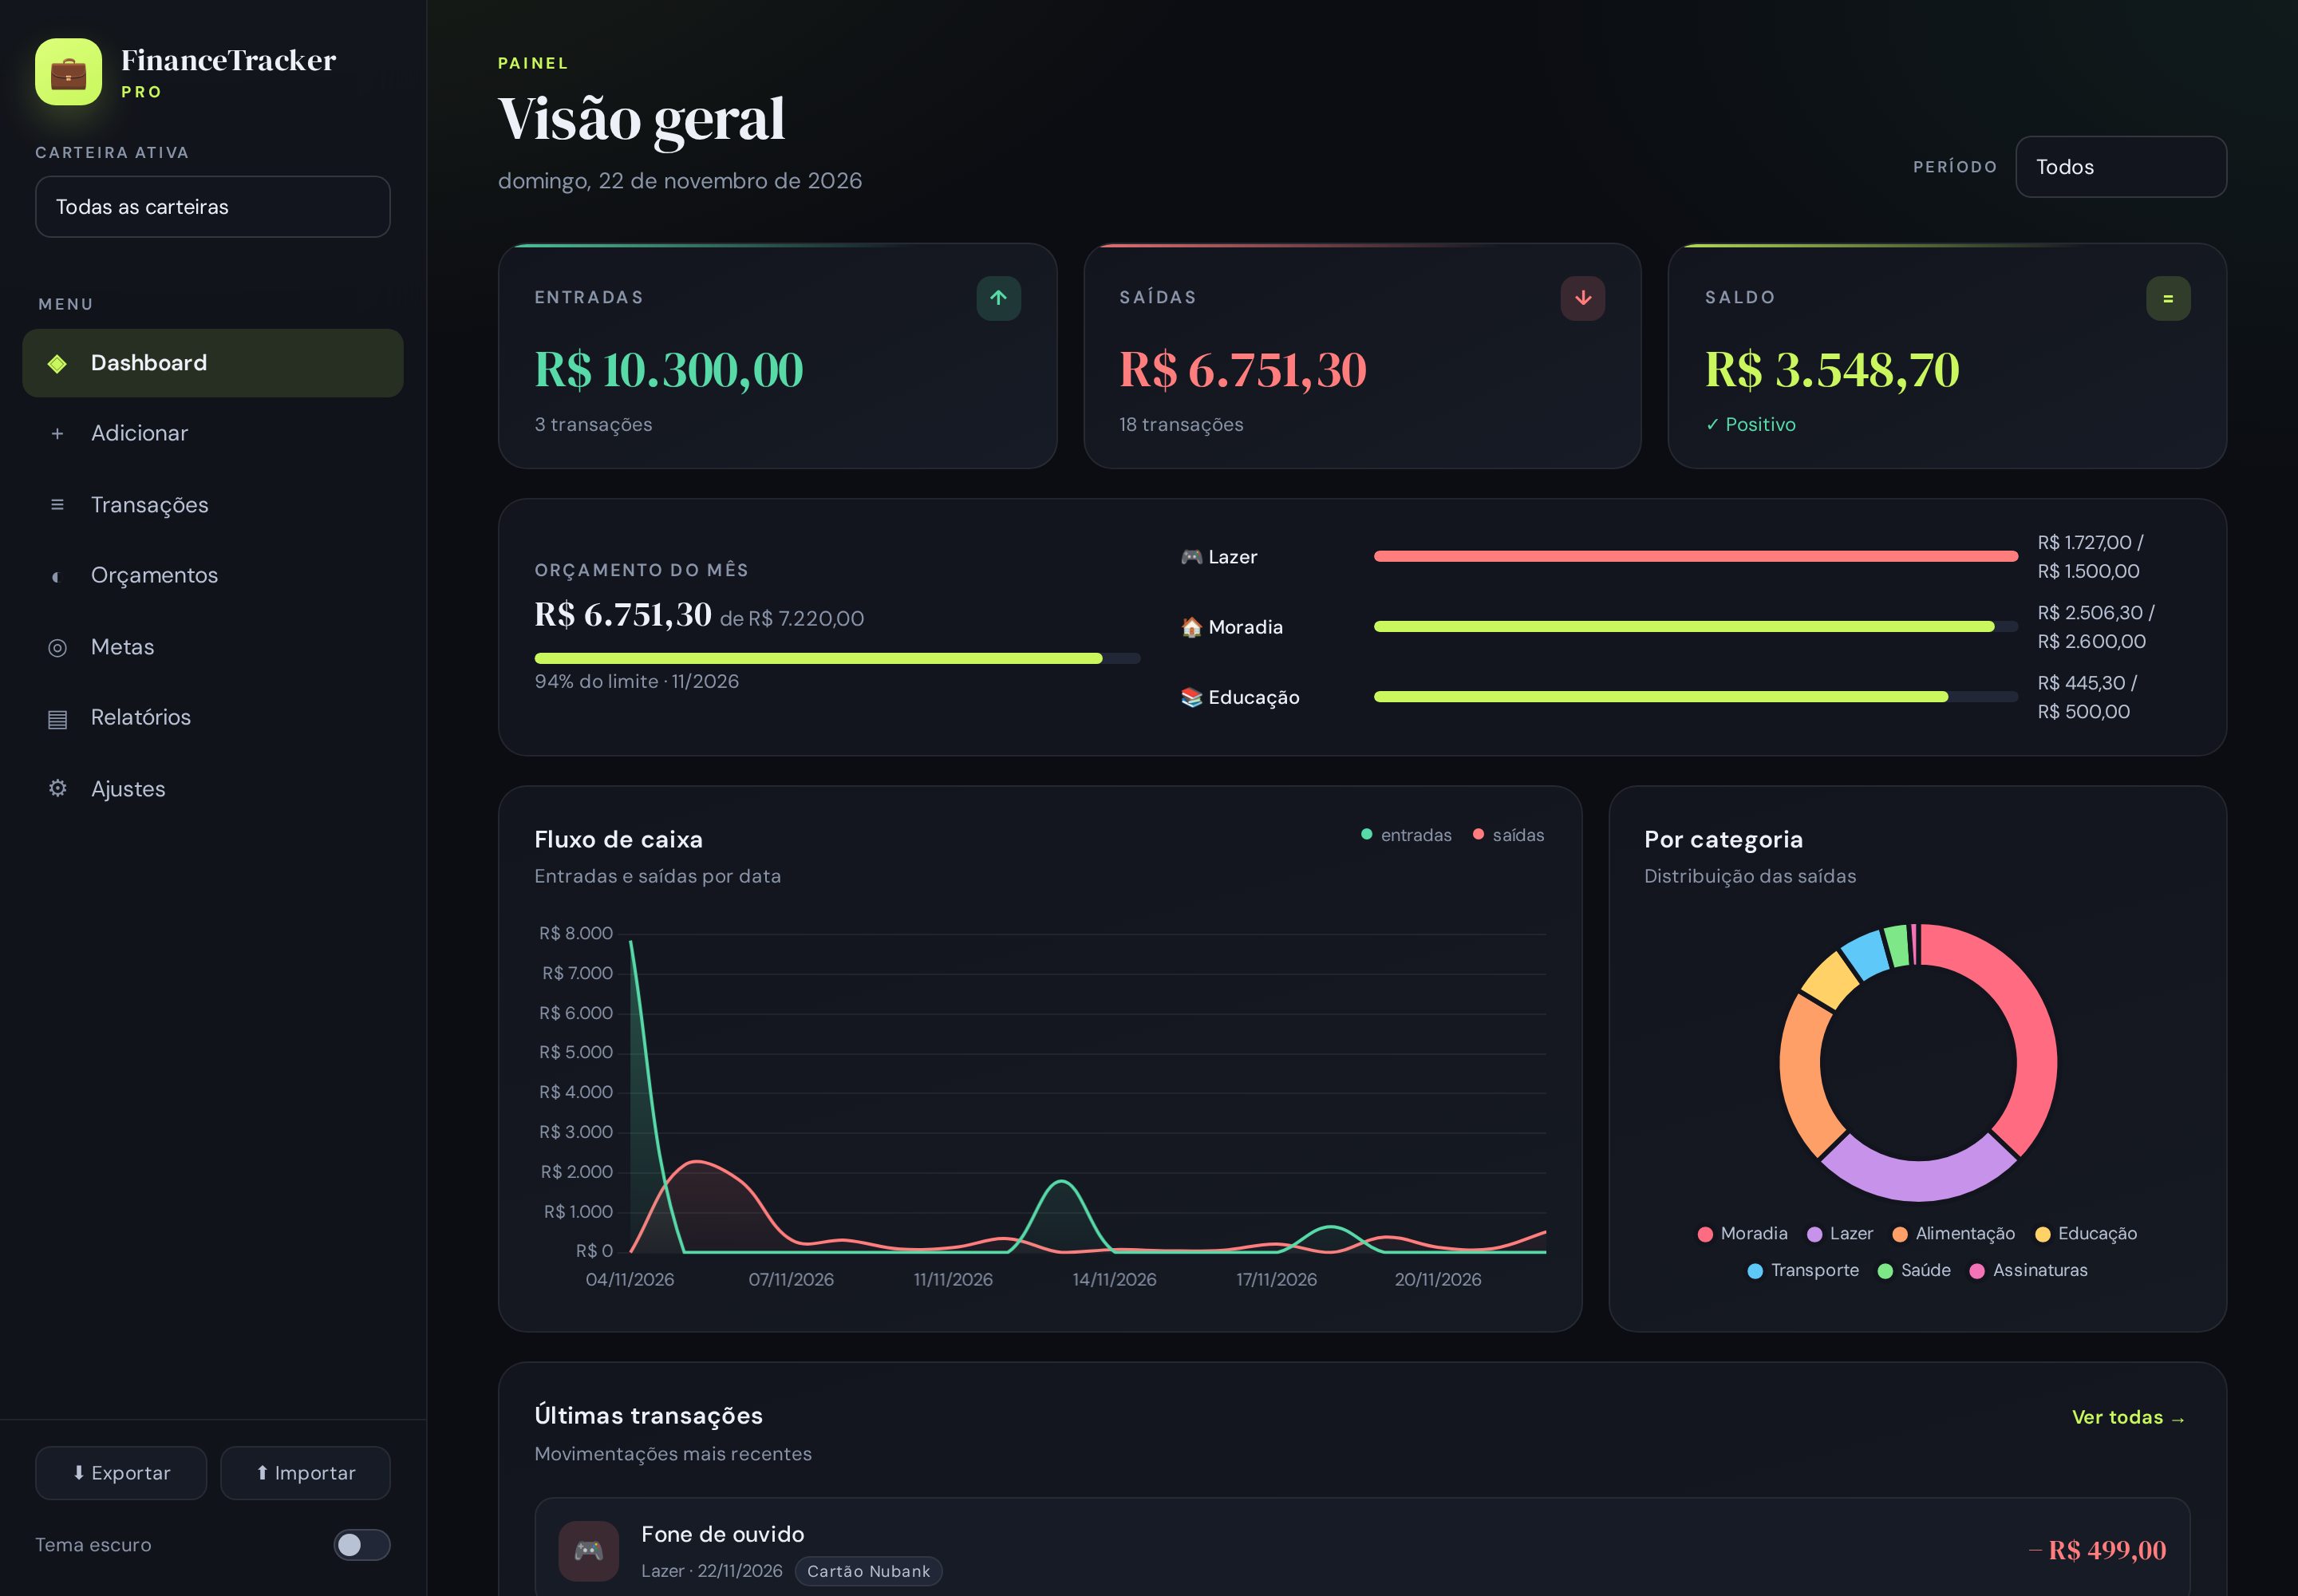 FinanceTracker
PRO
CARTEIRA ATIVA
Todas as carteiras
MENU
Dashboard
+ Adicionar
Transações
Orçamentos
Metas
Relatórios
Ajustes
⬇ Exportar
⬆ Importar
Tema escuro
PAINEL
Visão geral
domingo, 22 de novembro de 2026
PERÍODO
Todos
ENTRADAS
↑
R$ 10.300,00
3 transações
SAÍDAS
↓
R$ 6.751,30
18 transações
SALDO
=
R$ 3.548,70
✓ Positivo
ORÇAMENTO DO MÊS
R$ 6.751,30 de R$ 7.220,00
94% do limite · 11/2026
🎮 Lazer
R$ 1.727,00 /
R$ 1.500,00
🏠 Moradia
R$ 2.506,30 /
R$ 2.600,00
📚 Educação
R$ 445,30 /
R$ 500,00
Fluxo de caixa
Entradas e saídas por data
entradas
saídas
R$ 8.000
R$ 7.000
R$ 6.000
R$ 5.000
R$ 4.000
R$ 3.000
R$ 2.000
R$ 1.000
R$ 0
04/11/2026
07/11/2026
11/11/2026
14/11/2026
17/11/2026
20/11/2026
Por categoria
Distribuição das saídas
Moradia
Lazer
Alimentação
Educação
Transporte
Saúde
Assinaturas
Últimas transações
Movimentações mais recentes
Ver todas →
Fone de ouvido
Lazer · 22/11/2026
Cartão Nubank
− R$ 499,00